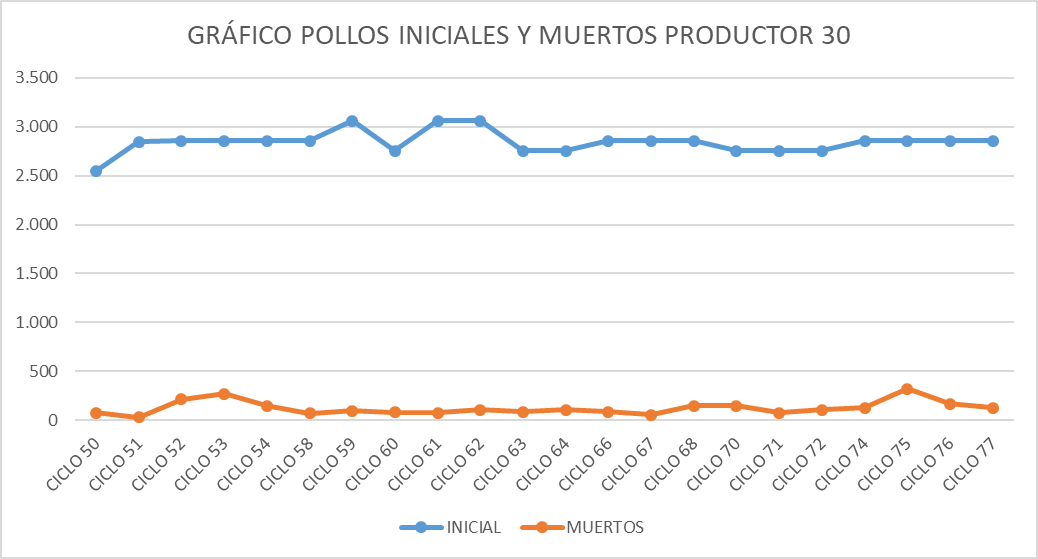 GRÁFICO POLLOS INICIALES Y MUERTOS PRODUCTOR 30
3.500
3.000
2.500
2.000
1.500
1.000
500
0
CICLO 50
CICLO 51
CICLO 52
CICLO 53
CICLO 54
CICLO 58
CICLO 59
CICLO 60
CICLO 61
CICLO 62
CICLO 63
CICLO 64
CICLO 66
CICLO 67
CICLO 68
CICLO 70
CICLO 71
CICLO 72
CICLO 74
CICLO 75
CICLO 76
CICLO 77
INICIAL MUERTOS